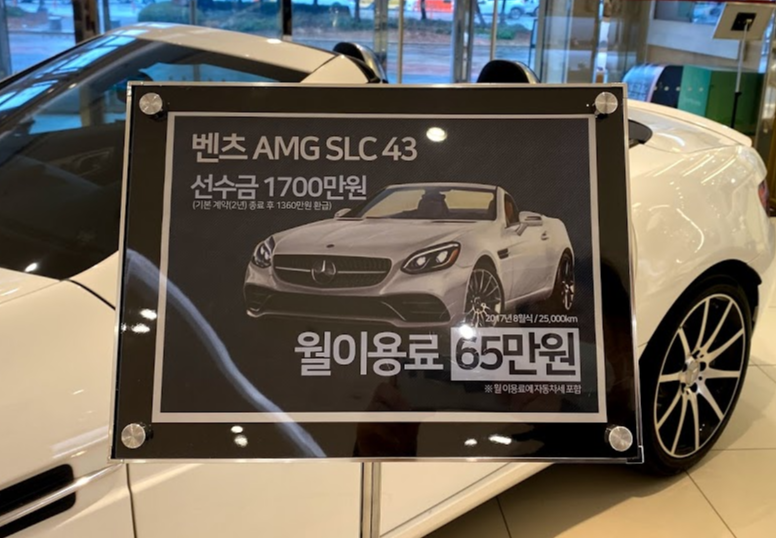 벤츠 AMG SLC 43
선수금 1700만원
(기본 계약(2년) 종료 후 1360만원 환급)
2017년 8월식 / 25,000km
월이용료 65만원
※ 월 이용료에 자동차세 포함